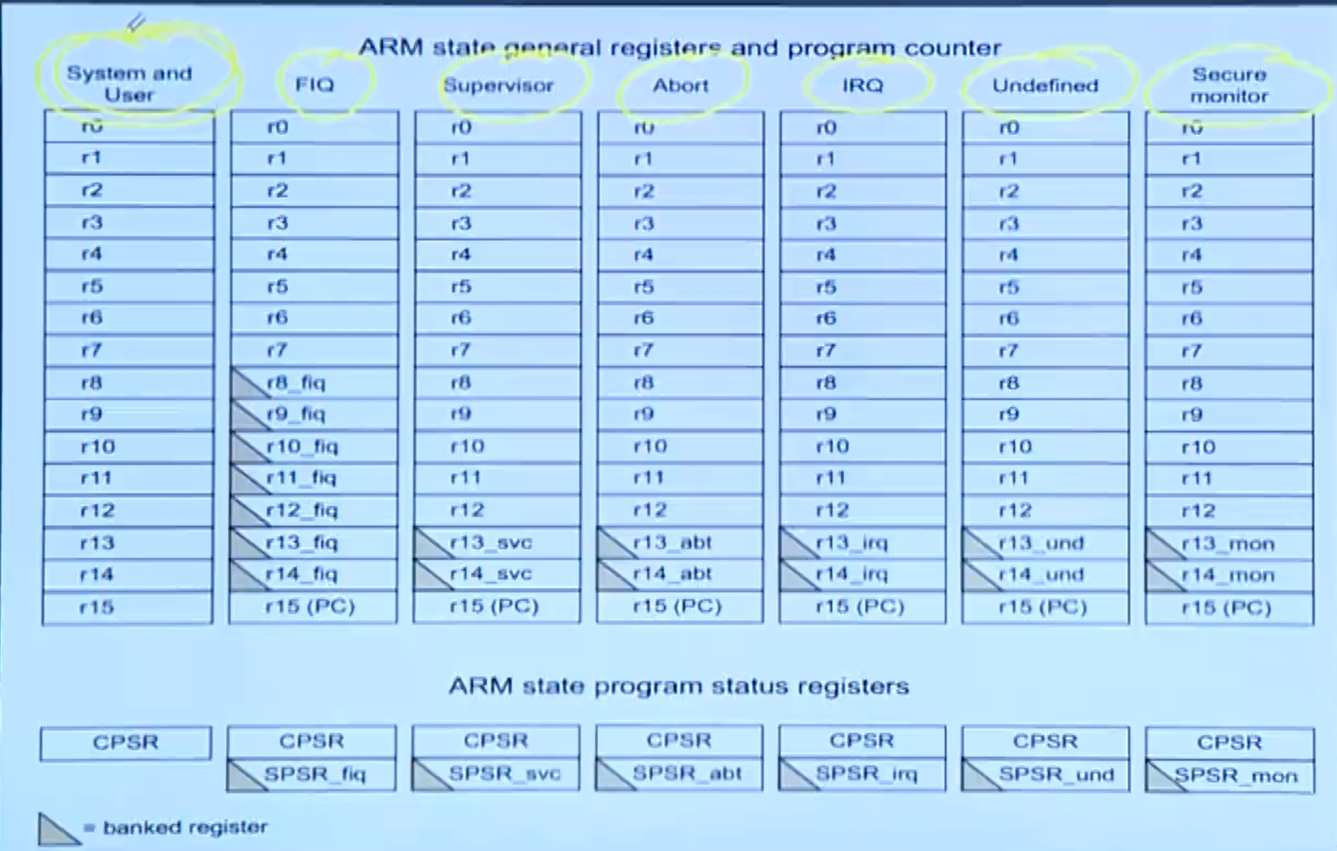 ARM state general registers and program counter
System and User FIQ Supervisor Abort IRQ Undefined Secure monitor
r0 r0 r0 r0 r0 r0 r0
r1 r1 r1 r1 r1 r1 r1
r2 r2 r2 r2 r2 r2 r2
r3 r3 r3 r3 r3 r3 r3
r4 r4 r4 r4 r4 r4 r4
r5 r5 r5 r5 r5 r5 r5
r6 r6 r6 r6 r6 r6 r6
r7 r7 r7 r7 r7 r7 r7
r8 r8_fiq r8 r8 r8 r8 r8
r9 r9_fiq r9 r9 r9 r9 r9
r10 r10_fiq r10 r10 r10 r10 r10
r11 r11_fiq r11 r11 r11 r11 r11
r12 r12_fiq r12 r12 r12 r12 r12
r13 r13_fiq r13_svc r13_abt r13_irq r13_und r13_mon
r14 r14_fiq r14_svc r14_abt r14_irq r14_und r14_mon
r15 r15 (PC) r15 (PC) r15 (PC) r15 (PC) r15 (PC) r15 (PC)
ARM state program status registers
CPSR CPSR CPSR CPSR CPSR CPSR CPSR
SPSR_fiq SPSR_svc SPSR_abt SPSR_irq SPSR_und SPSR_mon
= banked register